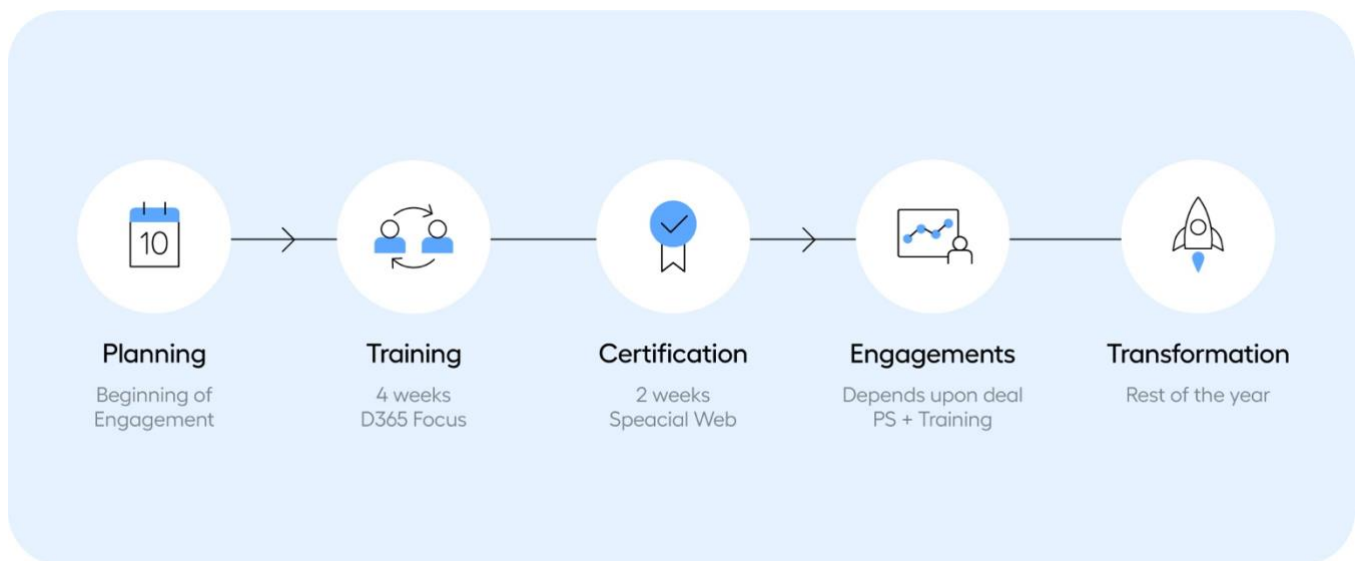 10
Planning
Beginning of
Engagement
Training
4 weeks
D365 Focus
Certification
2 weeks
Speacial Web
Engagements
Depends upon deal
PS + Training
Transformation
Rest of the year